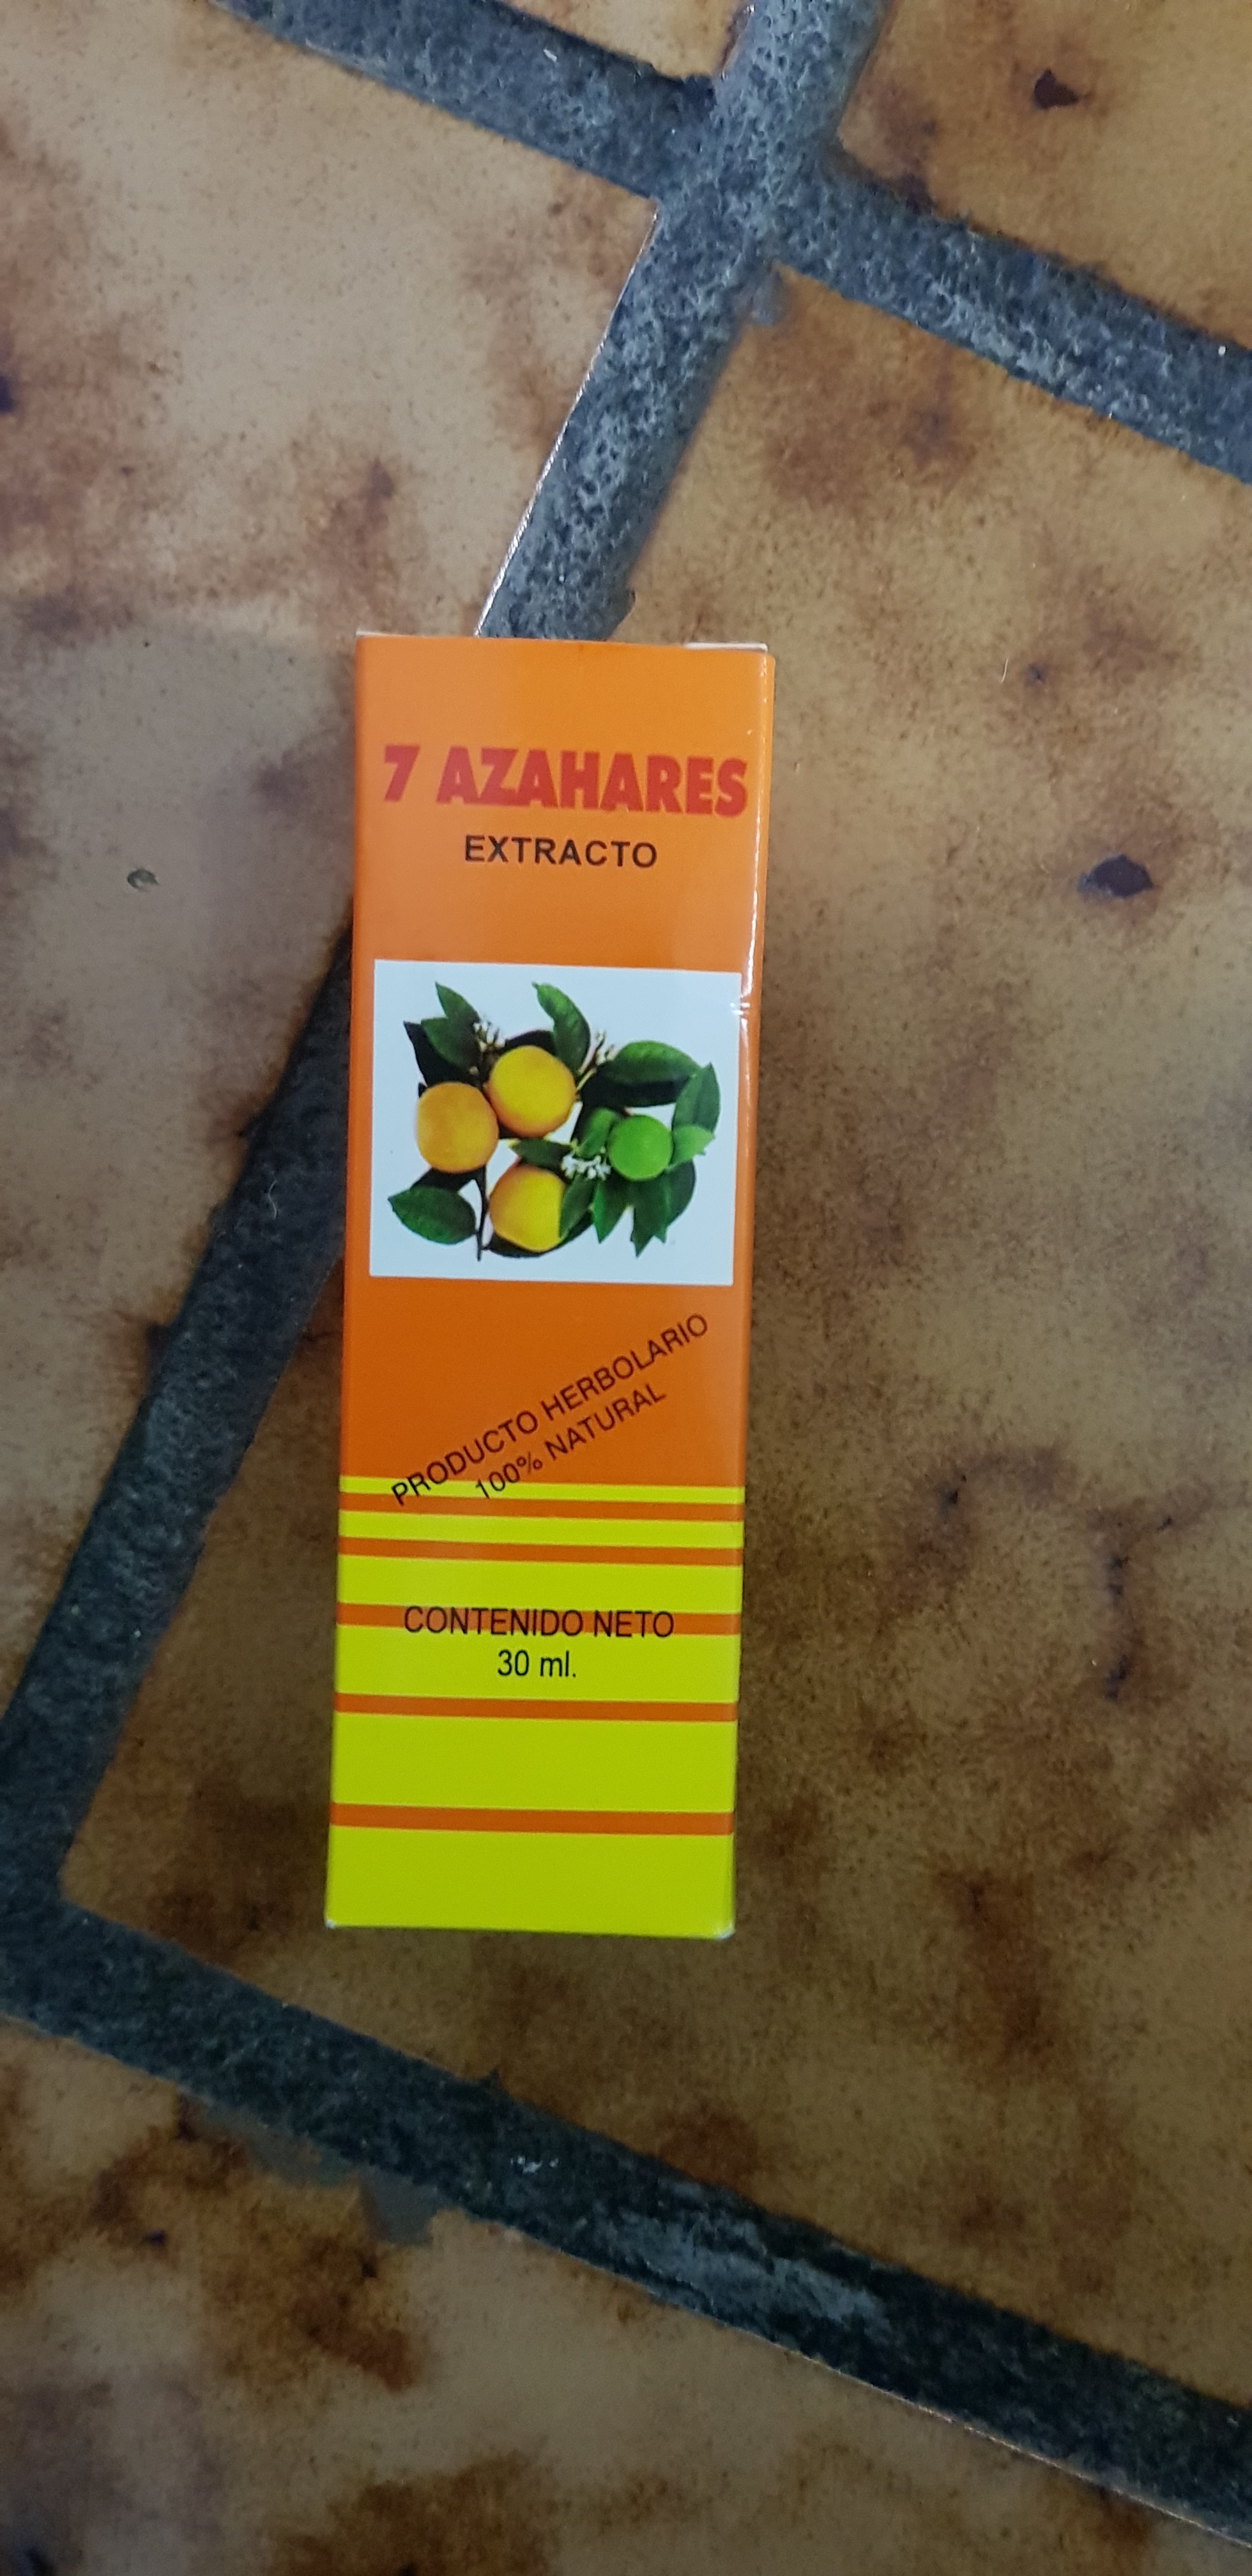 7 AZAHARES
EXTRACTO
PRODUCTO HERBOLARIO
100% NATURAL
CONTENIDO NETO
30 ml.